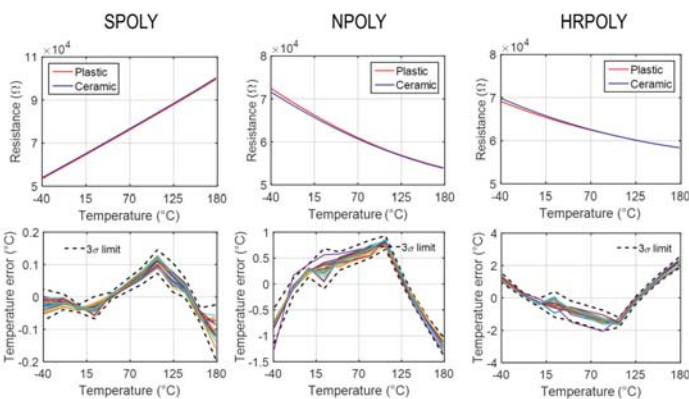 SPOLY
NPOLY
HRPOLY
×10⁴
11
9
7
5
Resistance (Ω)
Plastic
Ceramic
-40 15 70 125 180
Temperature (°C)
×10⁴
8
7
6
5
Resistance (Ω)
Plastic
Ceramic
-40 15 70 125 180
Temperature (°C)
×10⁴
8
7
6
5
Resistance (Ω)
Plastic
Ceramic
-40 15 70 125 180
Temperature (°C)
0.2
0.1
0
-0.1
-0.2
Temperature error (°C)
3σ limit
-40 15 70 125 180
Temperature (°C)
1
0.5
0
-0.5
-1
-1.5
Temperature error (°C)
3σ limit
-40 15 70 125 180
Temperature (°C)
4
2
0
-2
-4
Temperature error (°C)
3σ limit
-40 15 70 125 180
Temperature (°C)